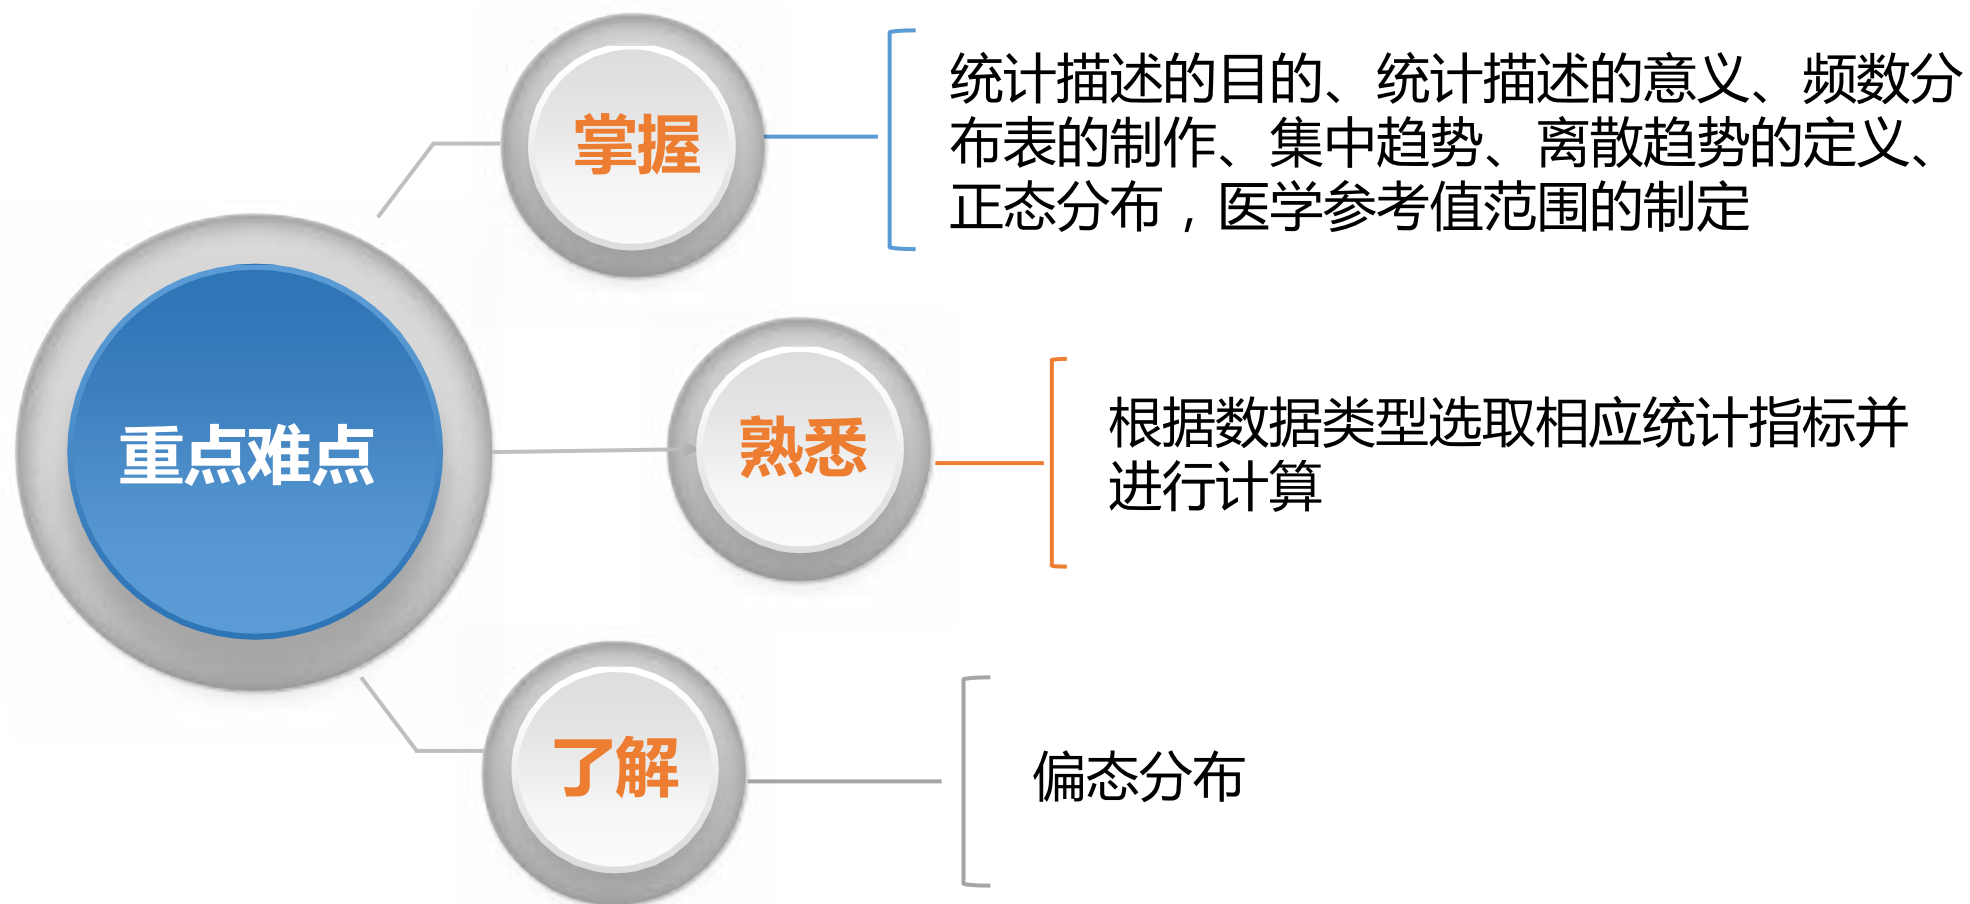 重点难点
掌握
统计描述的目的、统计描述的意义、频数分
布表的制作、集中趋势、离散趋势的定义、
正态分布，医学参考值范围的制定
熟悉
根据数据类型选取相应统计指标并
进行计算
了解
偏态分布